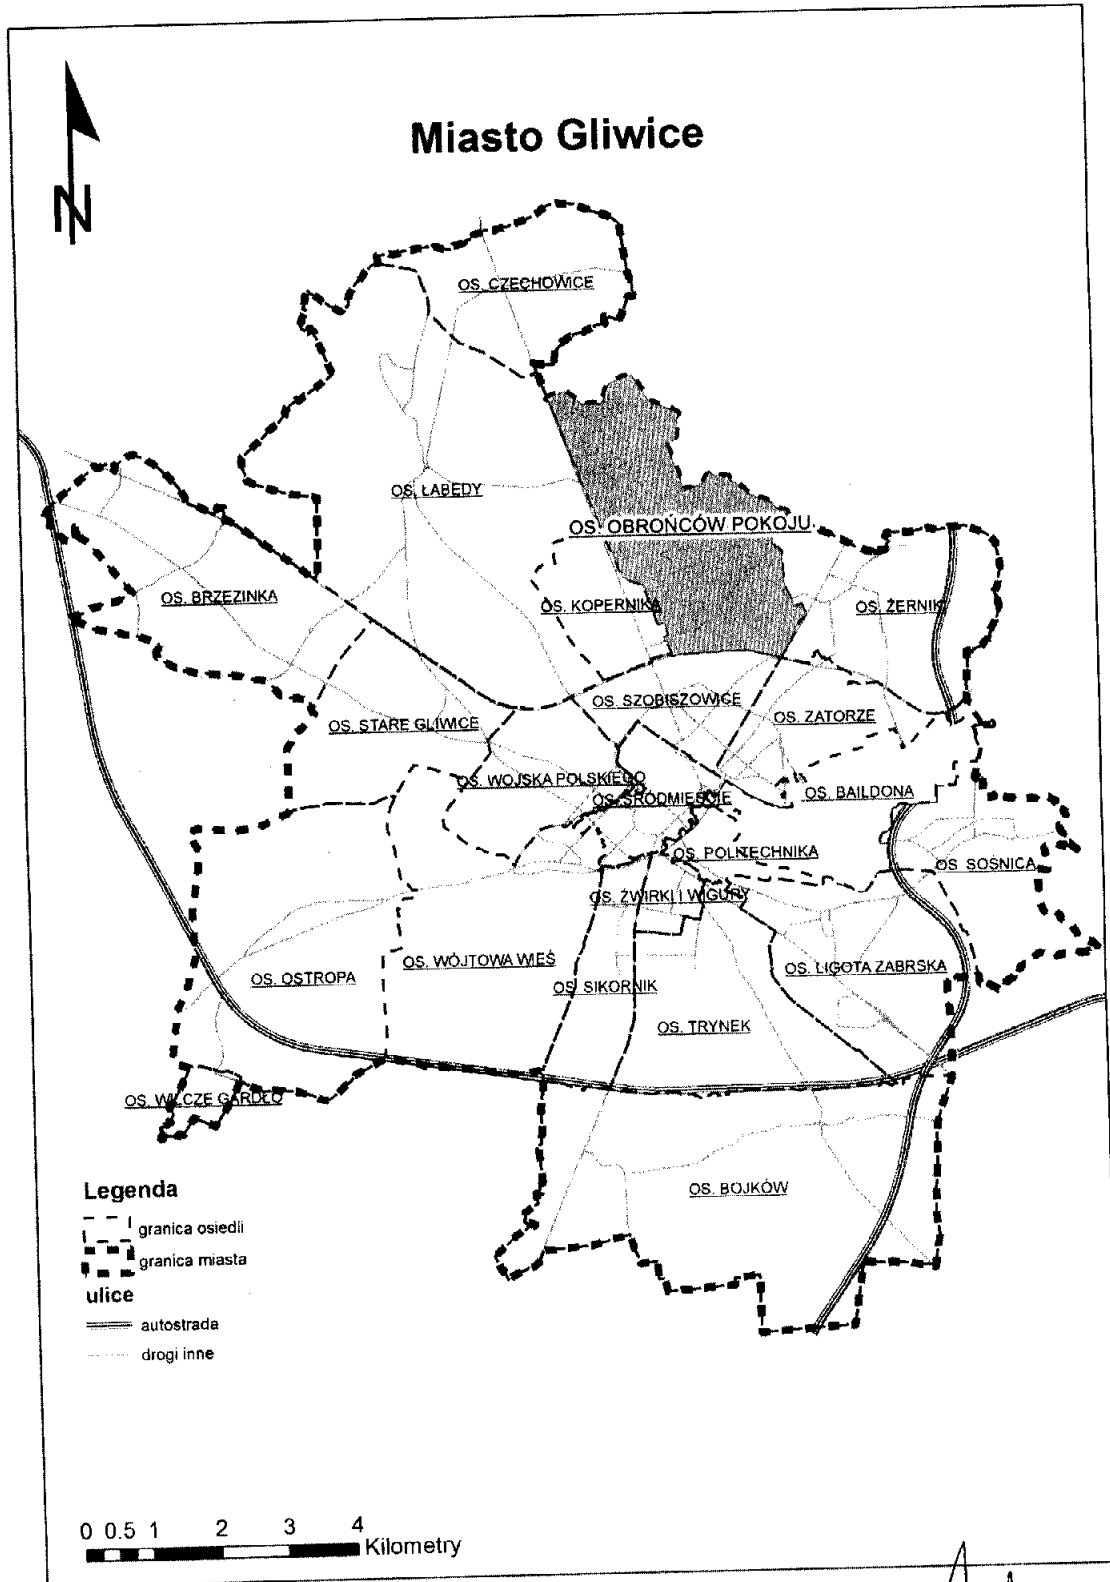 N
Miasto Gliwice
OS. CZECHOWICE
OS. ŁABĘDY
OS. OBROŃCÓW POKOJU
OS. BRZEZINKA
OS. KOPERNIKA
OS. ŻERNIKI
OS. SZOBISZOWICE
OS. STARE GLIWICE
OS. ZATORZE
OS. WOJSKA POLSKIEGO
OS. ŚRÓDMIEŚCIE
OS. BAILDONA
OS. POLITECHNIKA
OS. SOŚNICA
OS. ŻWIRKI I WIGURY
OS. WÓJTOWA WIEŚ
OS. LIGOTA ZABRSKA
OS. OSTROPA
OS. SIKORNIK
OS. TRYNEK
OS. WILCZE GARDŁO
OS. BOJKÓW
Legenda
granica osiedli
granica miasta
ulice
autostrada
drogi inne
0 0.5 1 2 3 4
Kilometry